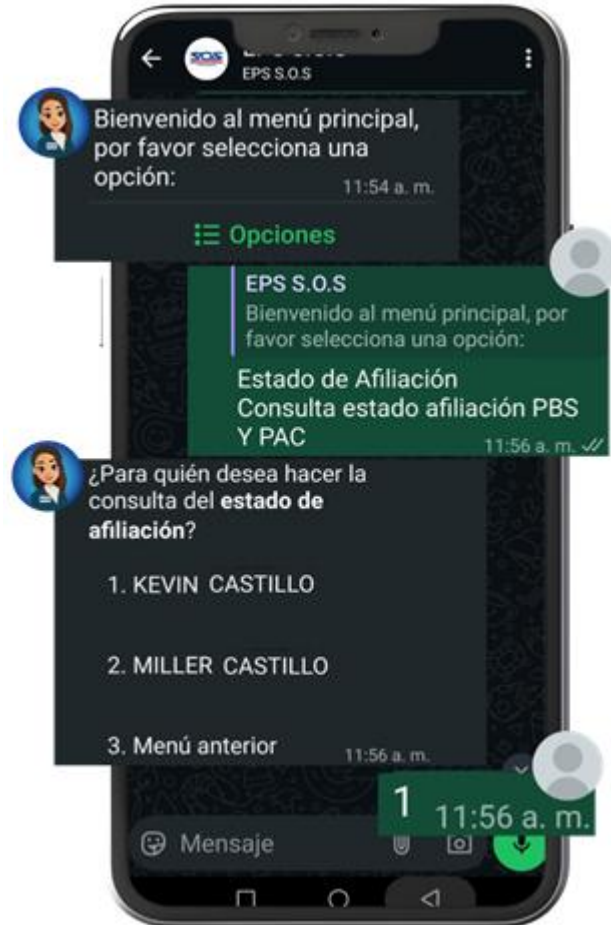 SOS
EPS S.O.S
Bienvenido al menú principal,
por favor selecciona una
opción:
11:54 a. m.
Opciones
EPS S.O.S
Bienvenido al menú principal, por
favor selecciona una opción:
Estado de Afiliación
Consulta estado afiliación PBS
Y PAC
11:56 a. m.
¿Para quién desea hacer la
consulta del estado de
afiliación?
1. KEVIN CASTILLO
2. MILLER CASTILLO
3. Menú anterior
11:56 a. m.
1 11:56 a. m.
Mensaje